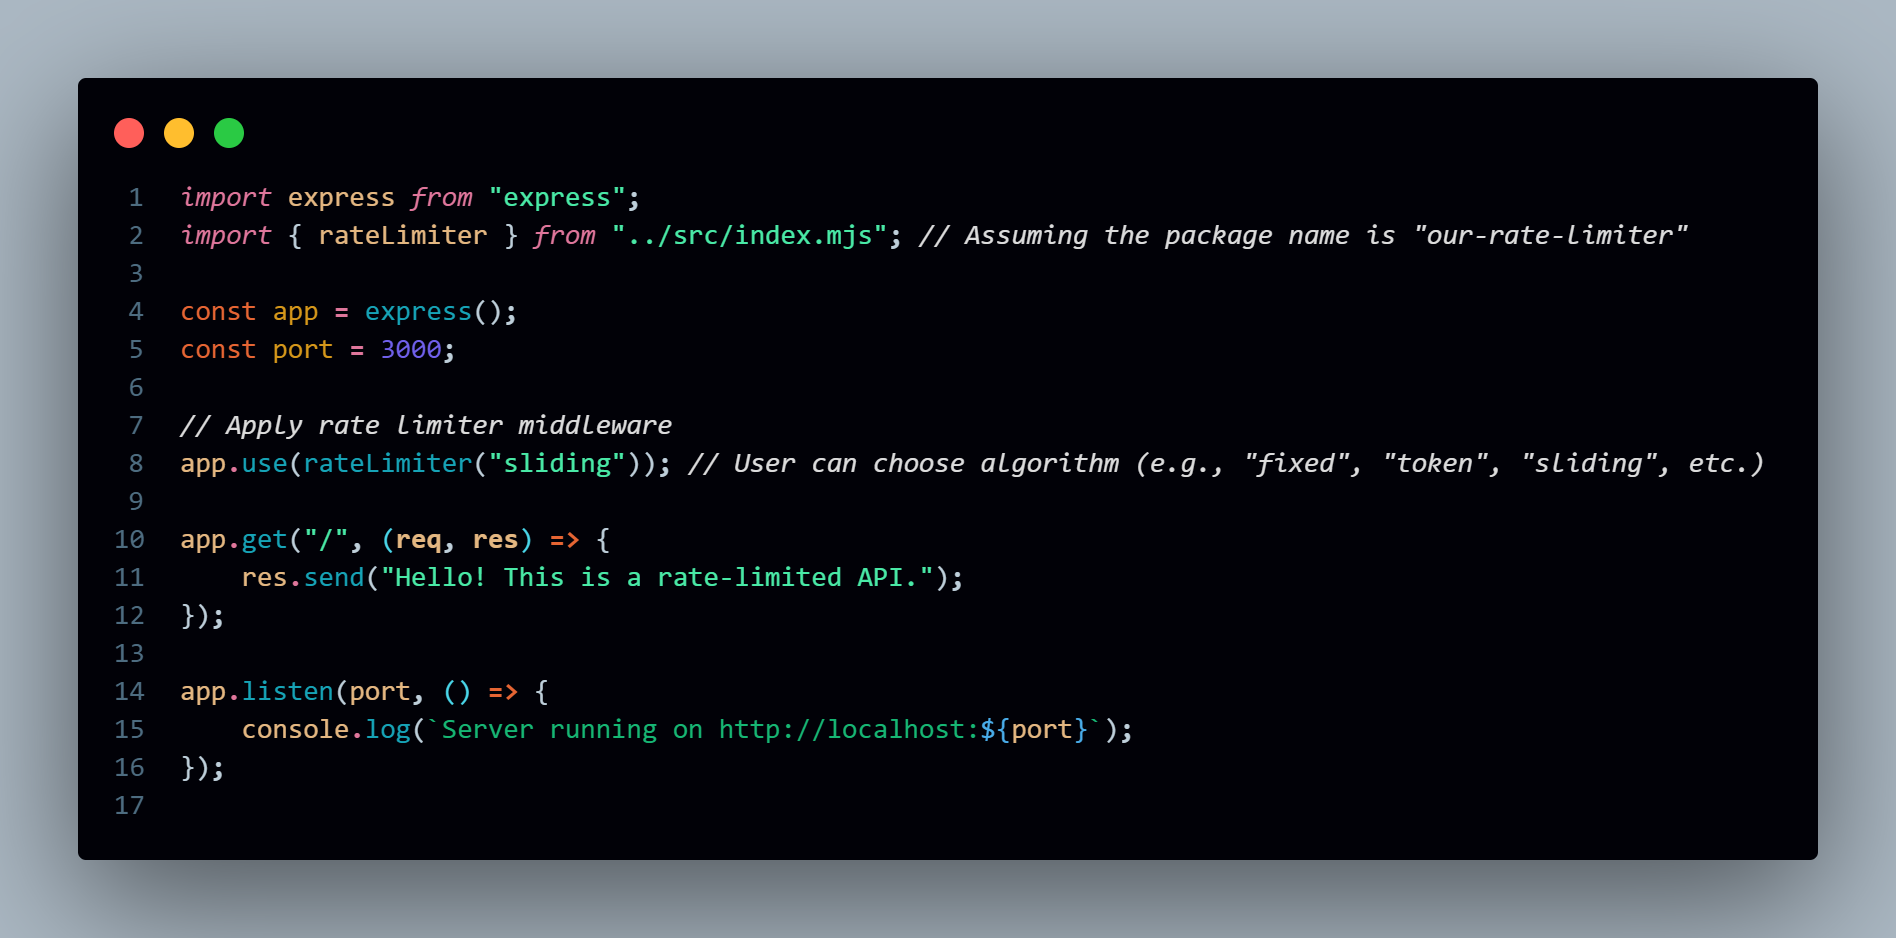 1 import express from "express";
2 import { rateLimiter } from "../src/index.mjs"; // Assuming the package name is "our-rate-limiter"
3
4 const app = express();
5 const port = 3000;
6
7 // Apply rate limiter middleware
8 app.use(rateLimiter("sliding")); // User can choose algorithm (e.g., "fixed", "token", "sliding", etc.)
9
10 app.get("/", (req, res) => {
11     res.send("Hello! This is a rate-limited API.");
12 });
13
14 app.listen(port, () => {
15     console.log(`Server running on http://localhost:${port}`);
16 });
17